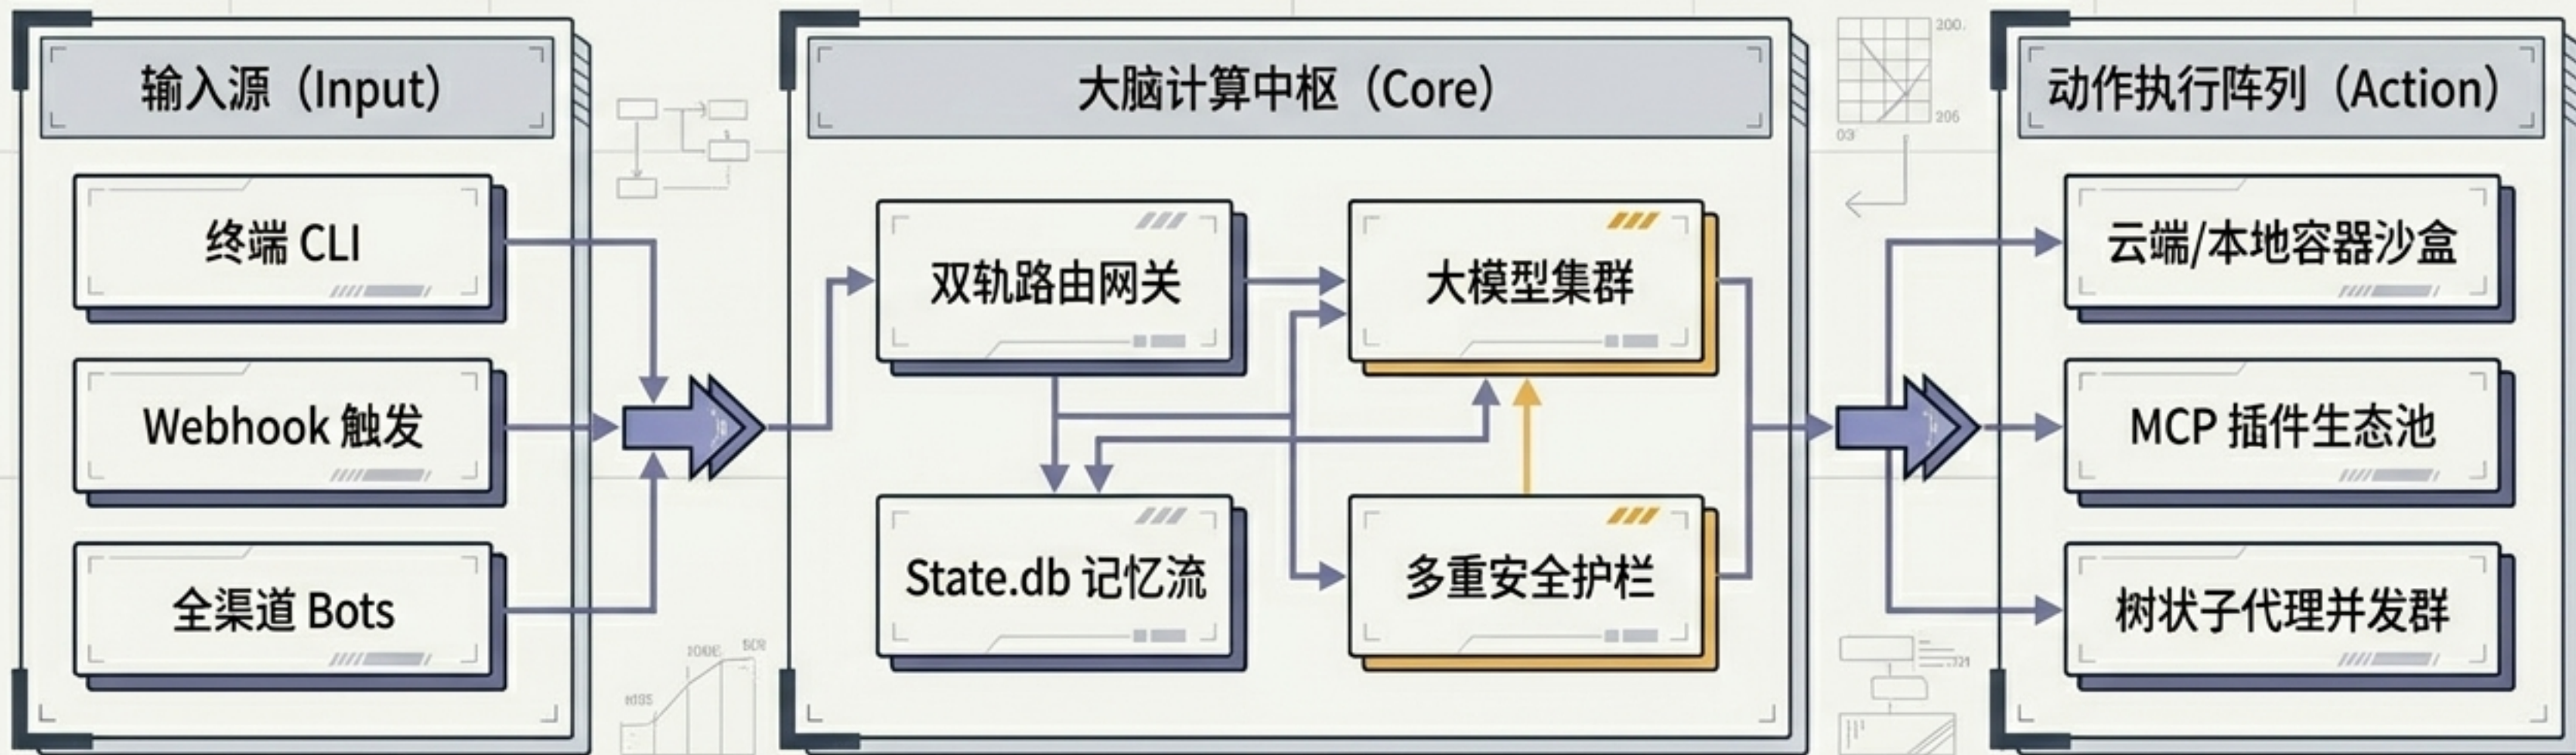 输入源（Input）
终端 CLI
Webhook 触发
全渠道 Bots
大脑计算中枢（Core）
双轨路由网关
大模型集群
State.db 记忆流
多重安全护栏
200.
206
03
动作执行阵列（Action）
云端/本地容器沙盒
MCP 插件生态池
树状子代理并发群